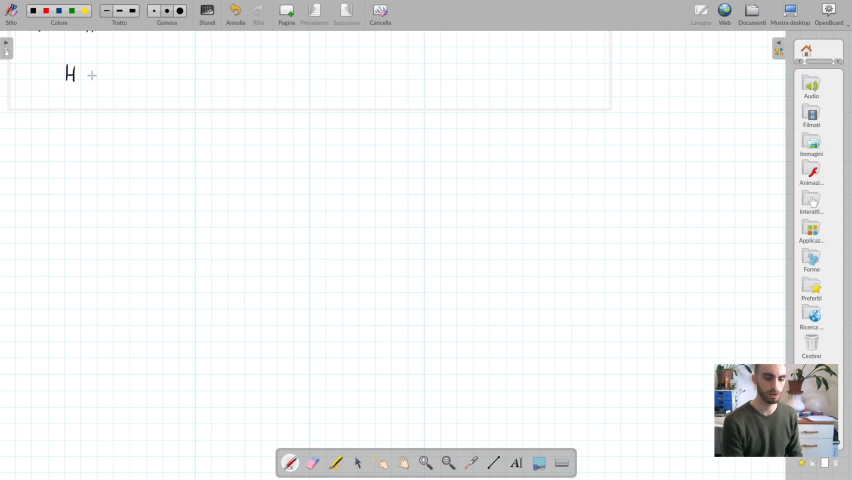 Stilo Colore Tratto Gomma Sfondi Annulla Rifai Pagine Precedente Successivo Cancella Lavagna Web Documenti Mostra desktop OpenBoard
H
Audio
Filmati
Immagini
Animazi...
Interatti...
Applicaz...
Forme
Preferiti
Ricerca ...
Cestino
AI